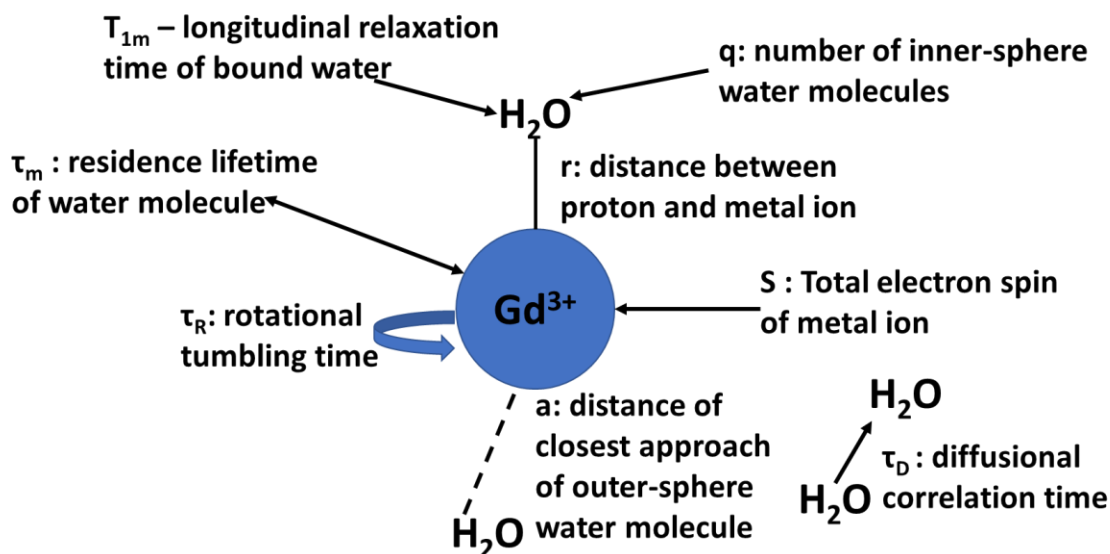 T₁ₘ – longitudinal relaxation
time of bound water
q: number of inner-sphere
water molecules
H₂O
τₘ : residence lifetime
of water molecule
r: distance between
proton and metal ion
Gd³⁺
S : Total electron spin
of metal ion
τ_R: rotational
tumbling time
a: distance of
closest approach
of outer-sphere
water molecule
H₂O
H₂O
τ_D : diffusional
correlation time
H₂O